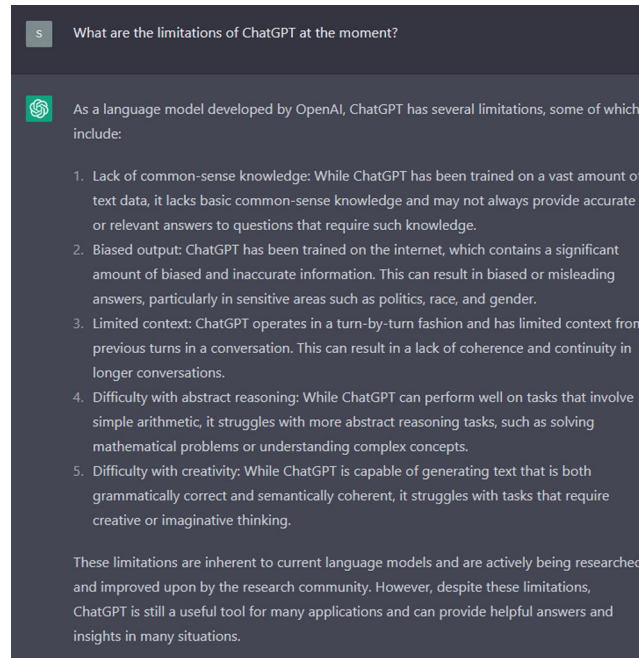 S
What are the limitations of ChatGPT at the moment?
As a language model developed by OpenAI, ChatGPT has several limitations, some of which
include:
1. Lack of common-sense knowledge: While ChatGPT has been trained on a vast amount of
text data, it lacks basic common-sense knowledge and may not always provide accurate
or relevant answers to questions that require such knowledge.
2. Biased output: ChatGPT has been trained on the internet, which contains a significant
amount of biased and inaccurate information. This can result in biased or misleading
answers, particularly in sensitive areas such as politics, race, and gender.
3. Limited context: ChatGPT operates in a turn-by-turn fashion and has limited context from
previous turns in a conversation. This can result in a lack of coherence and continuity in
longer conversations.
4. Difficulty with abstract reasoning: While ChatGPT can perform well on tasks that involve
simple arithmetic, it struggles with more abstract reasoning tasks, such as solving
mathematical problems or understanding complex concepts.
5. Difficulty with creativity: While ChatGPT is capable of generating text that is both
grammatically correct and semantically coherent, it struggles with tasks that require
creative or imaginative thinking.
These limitations are inherent to current language models and are actively being researched
and improved upon by the research community. However, despite these limitations,
ChatGPT is still a useful tool for many applications and can provide helpful answers and
insights in many situations.